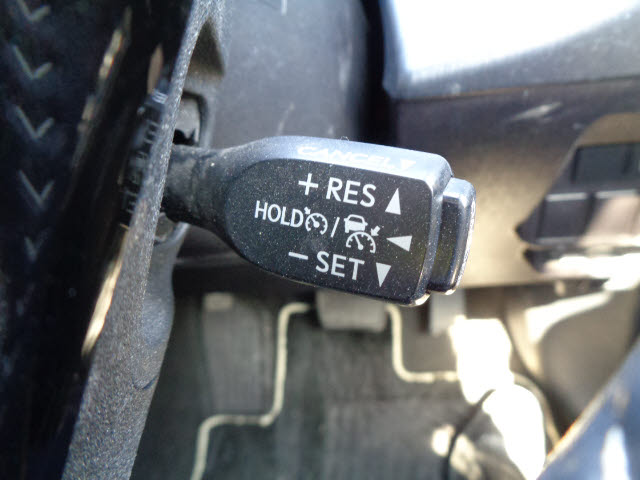 CANCEL
+ RES
HOLD /
- SET